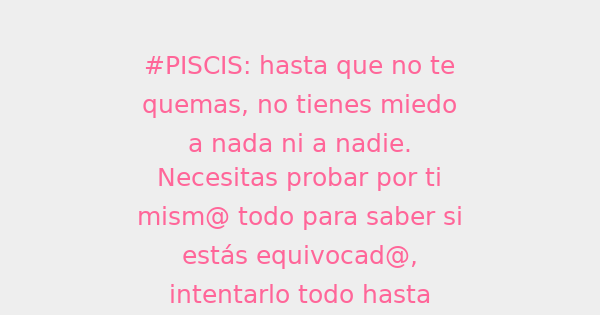 #PISCIS: hasta que no te
quemas, no tienes miedo
a nada ni a nadie.
Necesitas probar por ti
mism@ todo para saber si
estás equivocad@,
intentarlo todo hasta